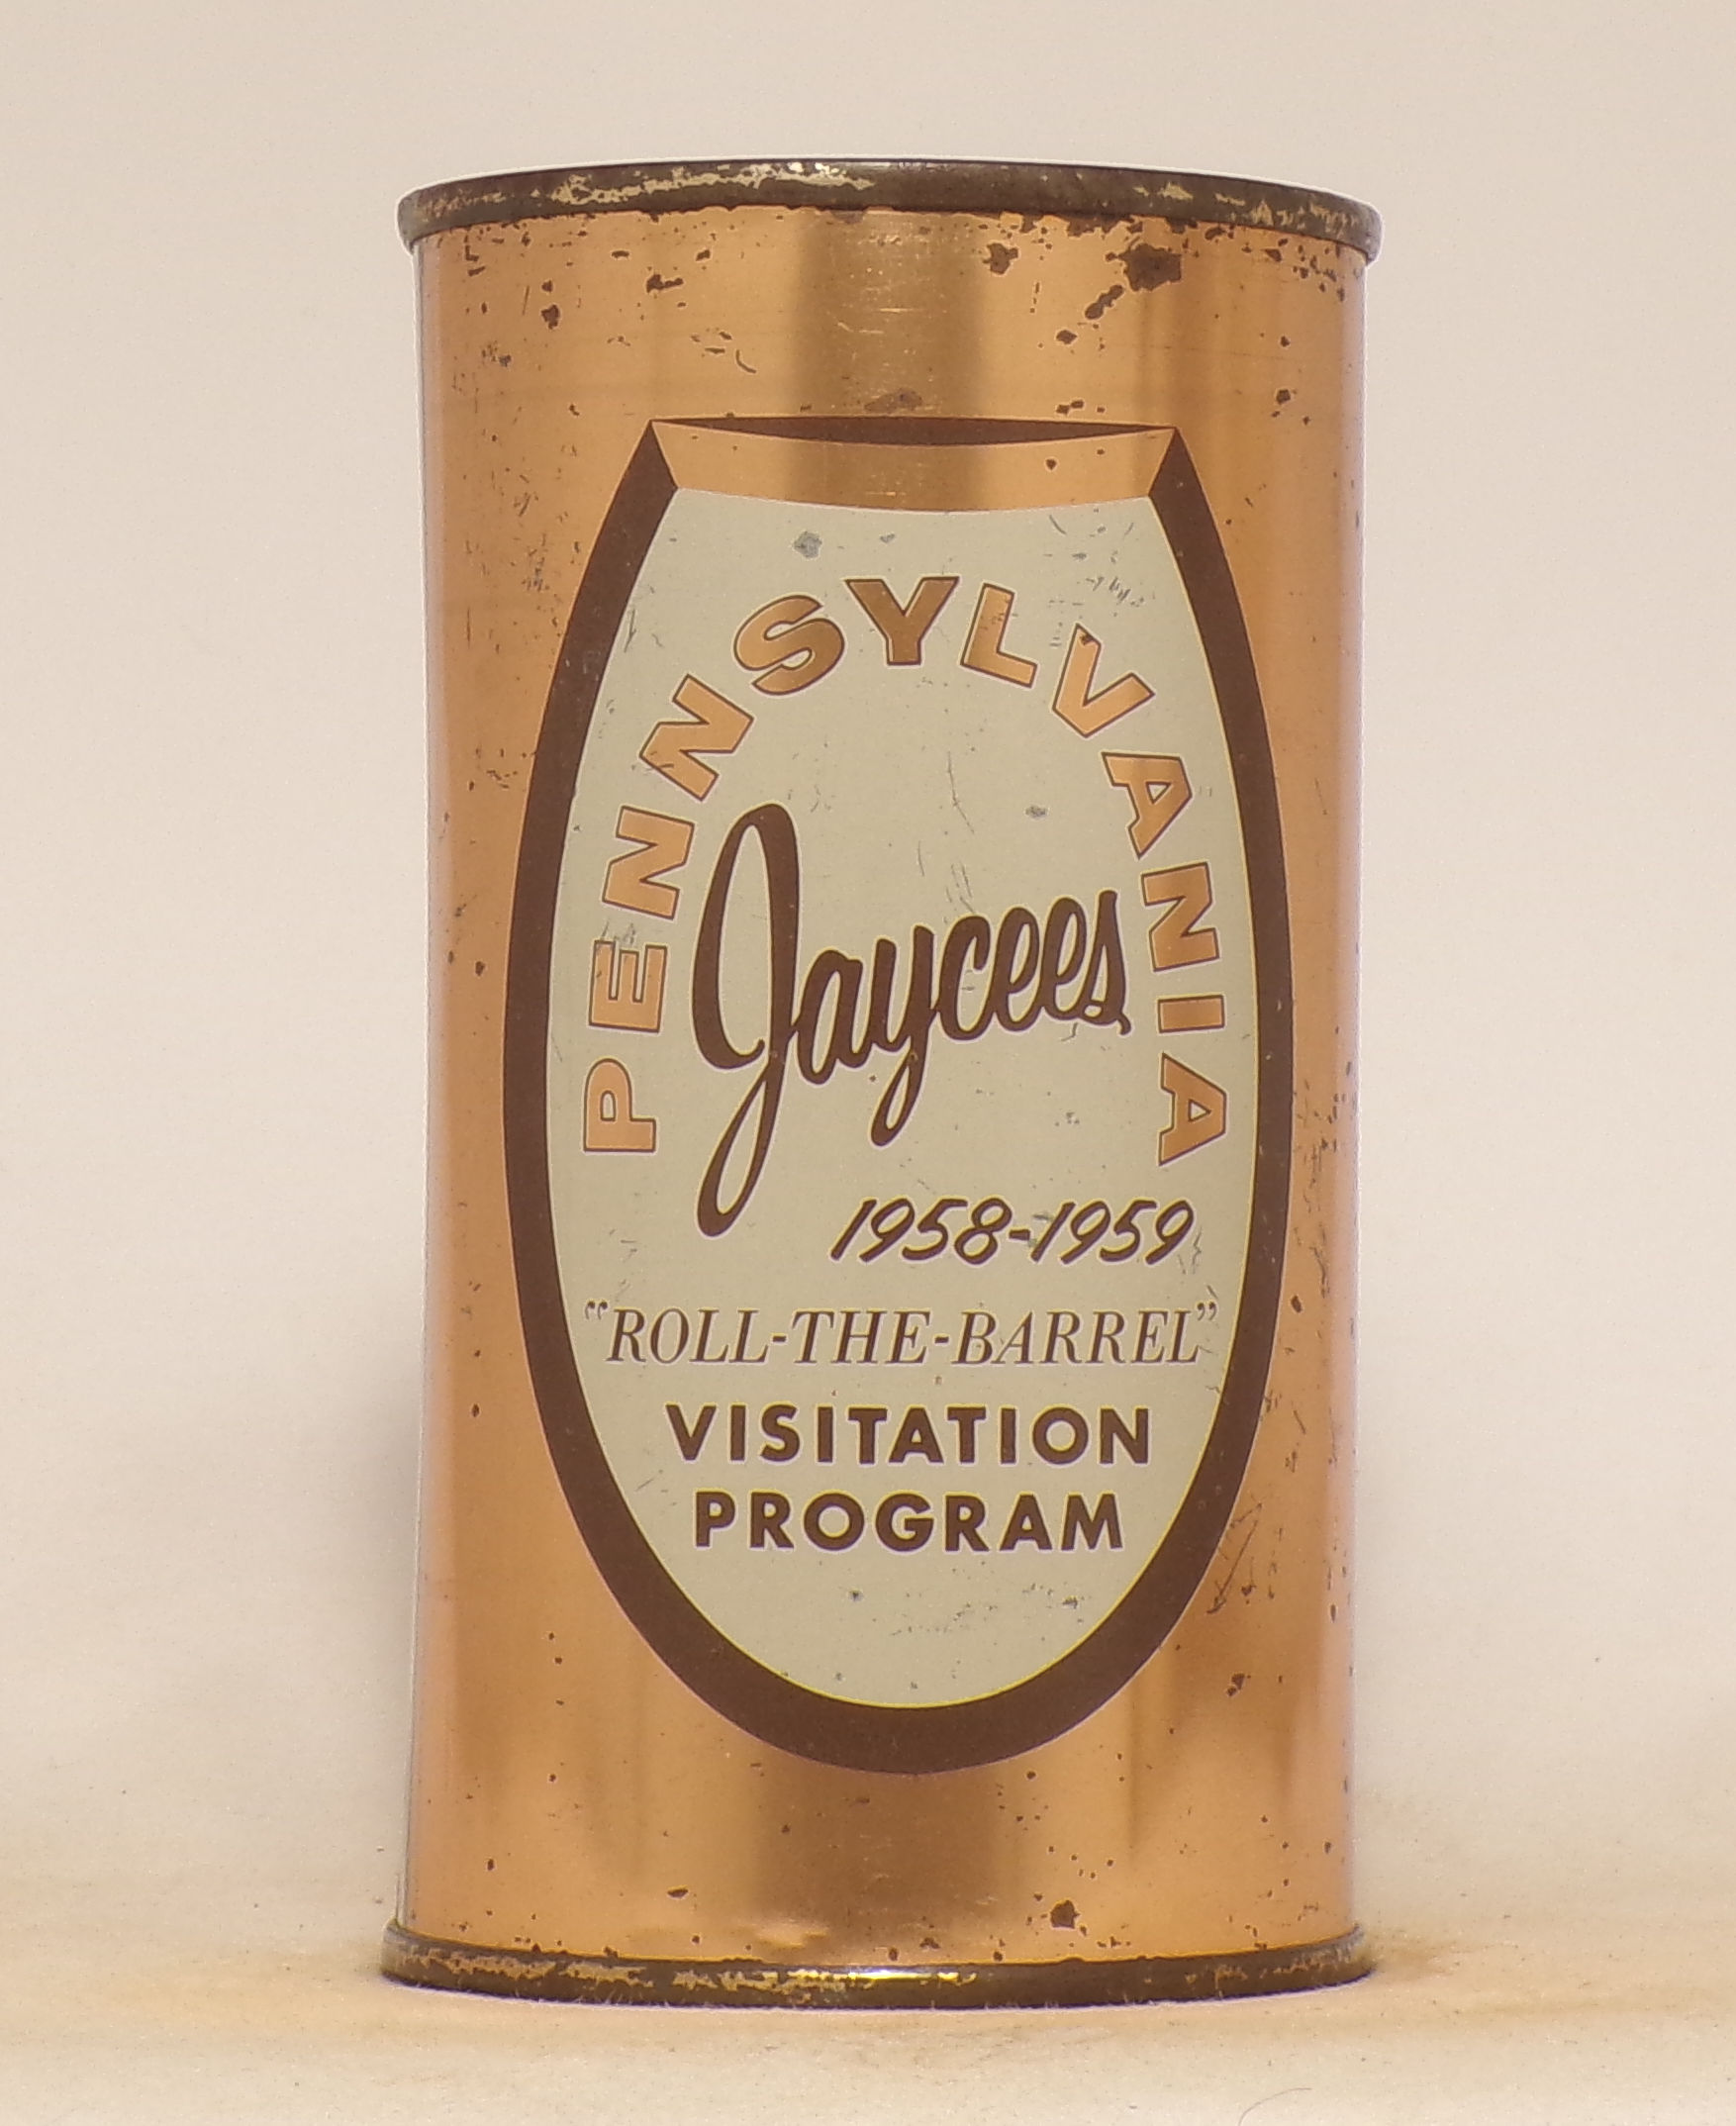 PENNSYLVANIA
Jaycees
1958-1959
“ROLL-THE-BARREL”
VISITATION
PROGRAM